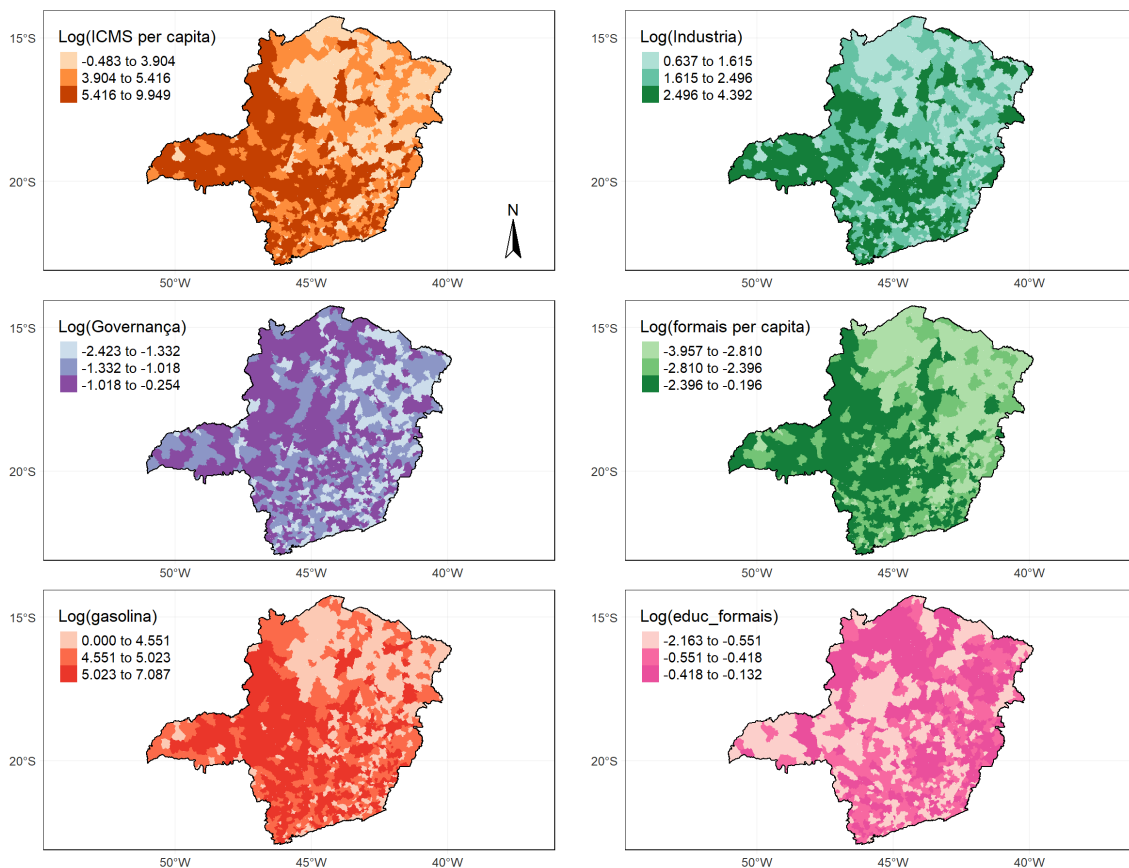 Log(ICMS per capita)
-0.483 to 3.904
3.904 to 5.416
5.416 to 9.949
15°S
20°S
N
50°W
45°W
40°W
Log(Industria)
0.637 to 1.615
1.615 to 2.496
2.496 to 4.392
15°S
20°S
50°W
45°W
40°W
Log(Governança)
-2.423 to -1.332
-1.332 to -1.018
-1.018 to -0.254
15°S
20°S
50°W
45°W
40°W
Log(formais per capita)
-3.957 to -2.810
-2.810 to -2.396
-2.396 to -0.196
15°S
20°S
50°W
45°W
40°W
Log(gasolina)
0.000 to 4.551
4.551 to 5.023
5.023 to 7.087
15°S
20°S
50°W
45°W
40°W
Log(educ_formais)
-2.163 to -0.551
-0.551 to -0.418
-0.418 to -0.132
15°S
20°S
50°W
45°W
40°W